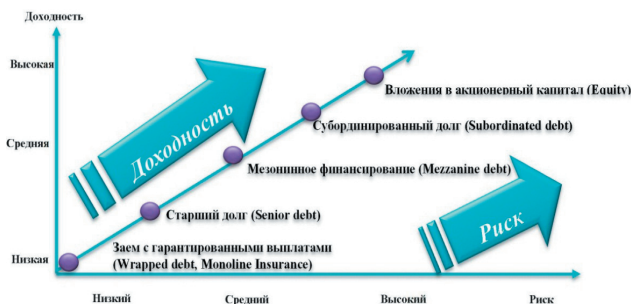 Доходность
Высокая
Вложения в акционерный капитал (Equity)
Субординированный долг (Subordinated debt)
Средняя
Доходность
Мезонинное финансирование (Mezzanine debt)
Старший долг (Senior debt)
Риск
Заем с гарантированными выплатами
(Wrapped debt, Monoline Insurance)
Низкая
Низкий
Средний
Высокий
Риск